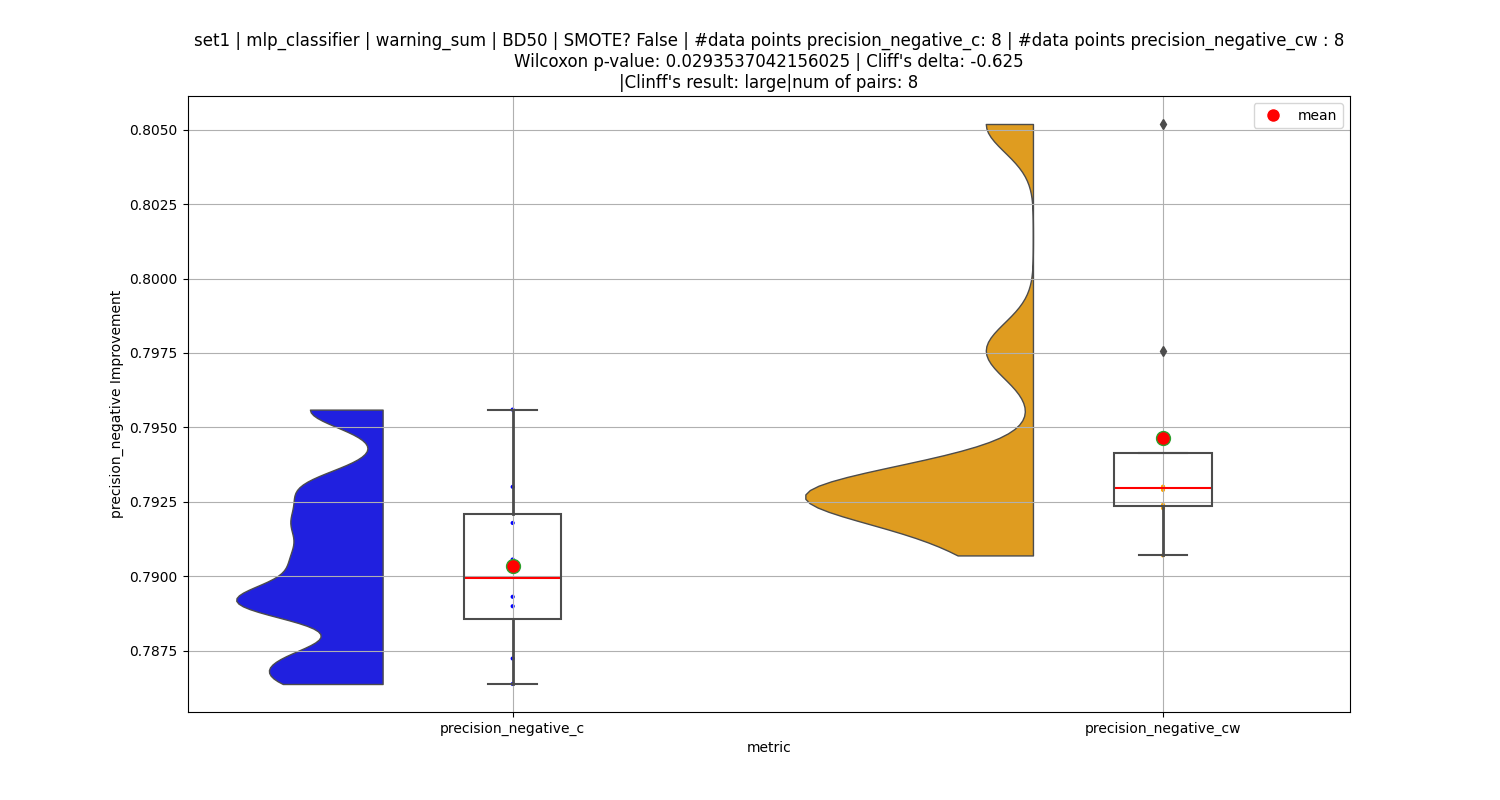 set1 | mlp_classifier | warning_sum | BD50 | SMOTE? False | #data points precision_negative_c: 8 | #data points precision_negative_cw : 8
Wilcoxon p-value: 0.0293537042156025 | Cliff's delta: -0.625
|Clinff's result: large|num of pairs: 8
mean
0.8050
0.8025
0.8000
0.7975
0.7950
0.7925
0.7900
0.7875
precision_negative Improvement
precision_negative_c
precision_negative_cw
metric